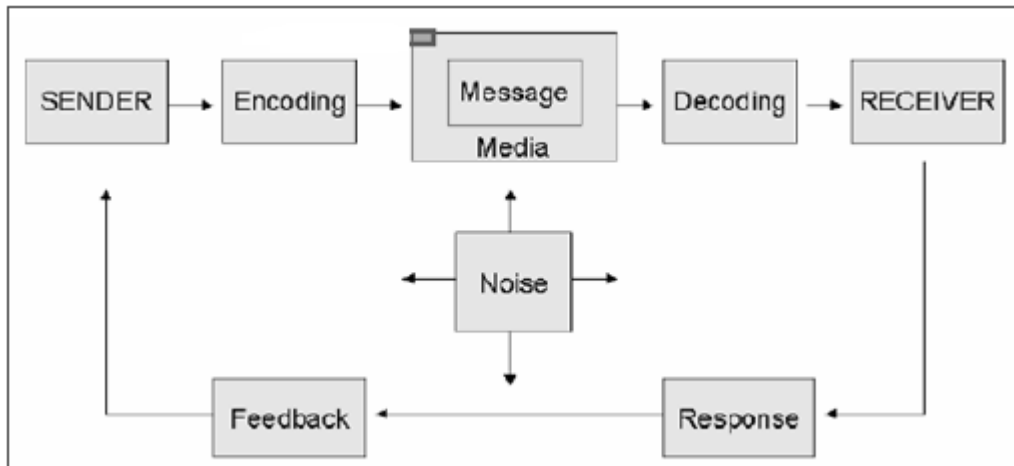 SENDER
Encoding
Message
Media
Decoding
RECEIVER
Noise
Feedback
Response